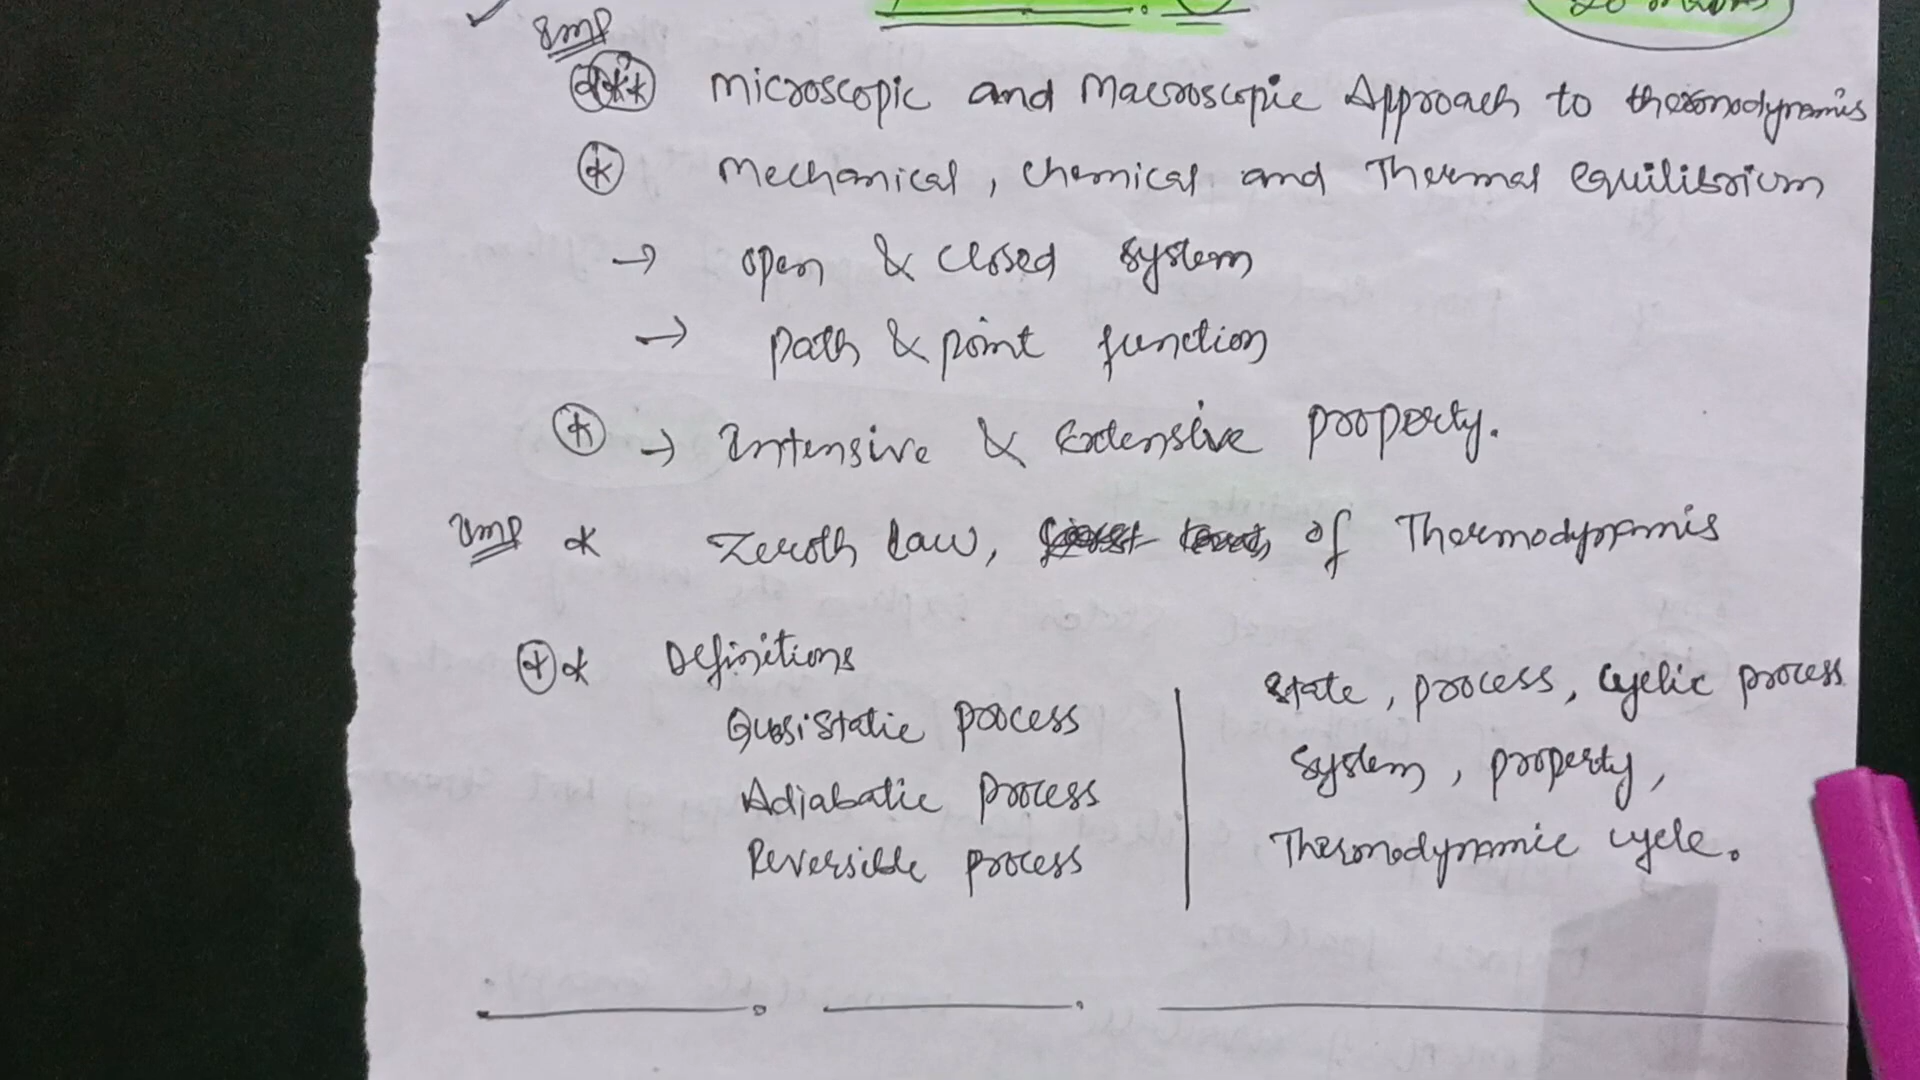 Imp
*** Microscopic and Macroscopic Approach to thermodynamis
* Mechanical, chemical and Thermal equilibrium
→ open & closed system
→ path & point function
* → Intensive & Extensive property.
Imp * Zeroth law, of Thermodynamis
* * Definitions
Quasistatic process
Adiabatic process
Reversible process
State, process, cyclic process
System, property,
Thermodynamic cycle.